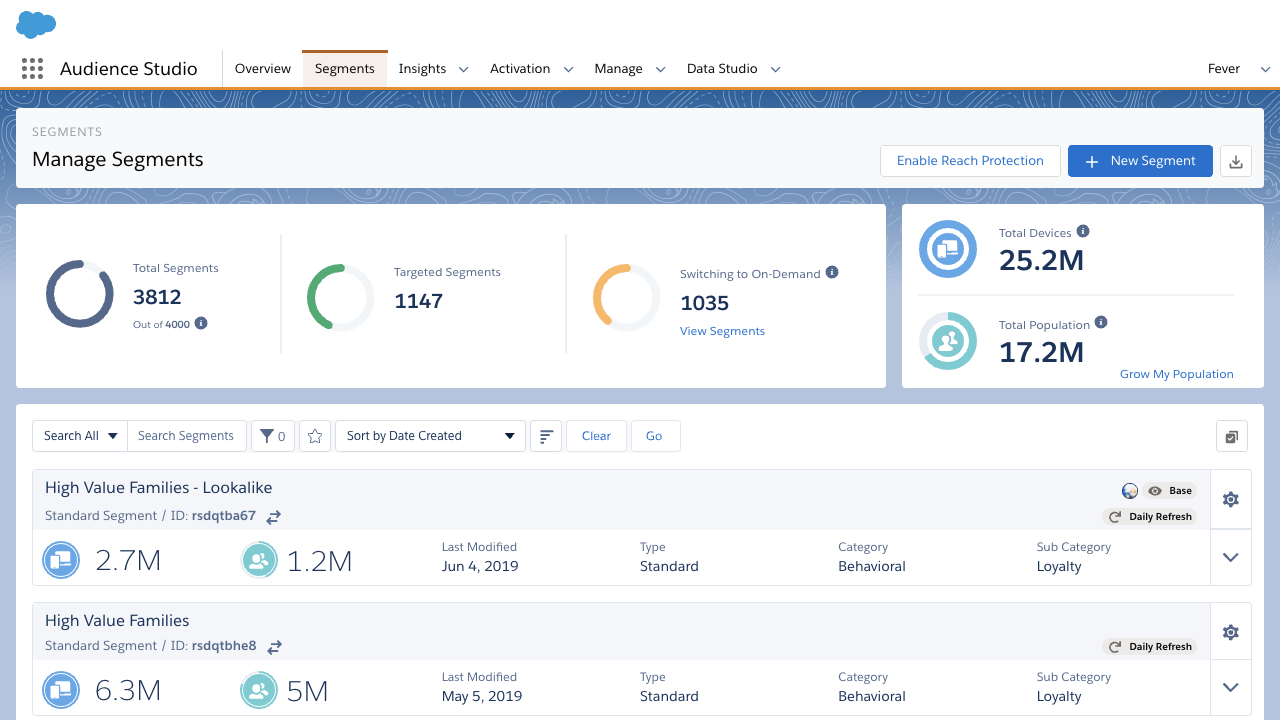 Audience Studio Overview Segments Insights Activation Manage Data Studio Fever
SEGMENTS
Manage Segments
Enable Reach Protection
New Segment
Total Segments
3812
Out of 4000
Targeted Segments
1147
Switching to On-Demand
1035
View Segments
Total Devices
25.2M
Total Population
17.2M
Grow My Population
Search All Search Segments 0 Sort by Date Created Clear Go
High Value Families - Lookalike
Base
Standard Segment / ID: rsdqtba67
Daily Refresh
2.7M
1.2M
Last Modified
Jun 4, 2019
Type
Standard
Category
Behavioral
Sub Category
Loyalty
High Value Families
Standard Segment / ID: rsdqtbhe8
Daily Refresh
6.3M
5M
Last Modified
May 5, 2019
Type
Standard
Category
Behavioral
Sub Category
Loyalty